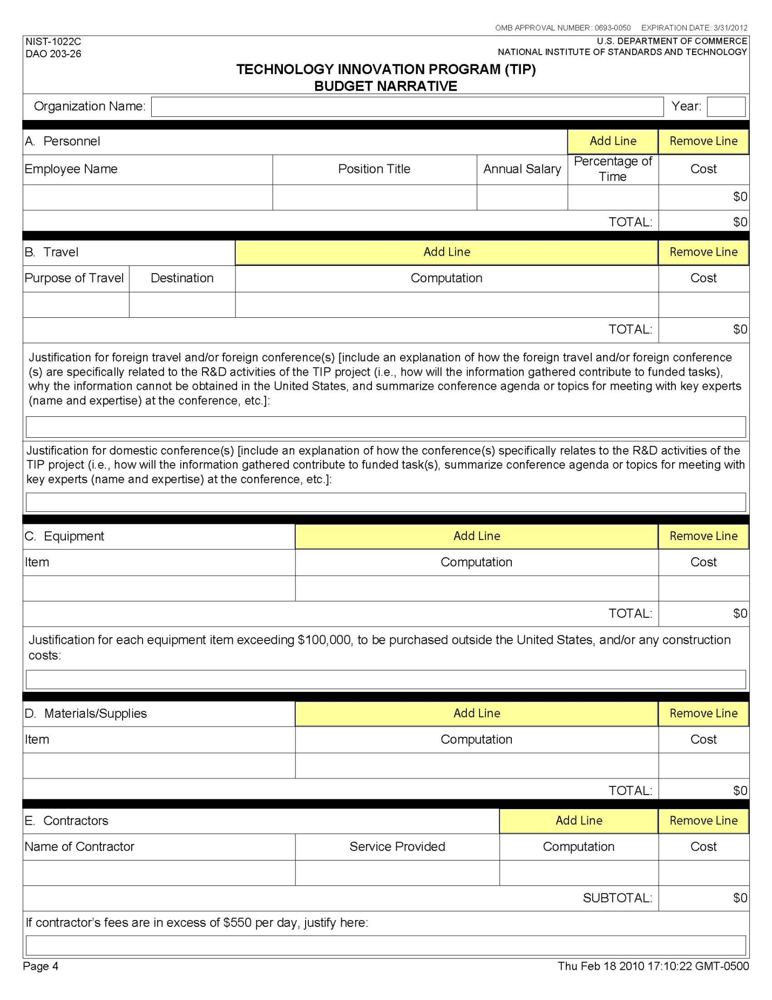 OMB APPROVAL NUMBER: 0693-0050 EXPIRATION DATE: 3/31/2012
NIST-1022C
DAO 203-26
U.S. DEPARTMENT OF COMMERCE
NATIONAL INSTITUTE OF STANDARDS AND TECHNOLOGY
TECHNOLOGY INNOVATION PROGRAM (TIP)
BUDGET NARRATIVE
Organization Name: Year:
A. Personnel Add Line Remove Line
Employee Name Position Title Annual Salary Percentage of Time Cost
$0
TOTAL: $0
B. Travel Add Line Remove Line
Purpose of Travel Destination Computation Cost
TOTAL: $0
Justification for foreign travel and/or foreign conference(s) [include an explanation of how the foreign travel and/or foreign conference
(s) are specifically related to the R&D activities of the TIP project (i.e., how will the information gathered contribute to funded tasks),
why the information cannot be obtained in the United States, and summarize conference agenda or topics for meeting with key experts
(name and expertise) at the conference, etc.]:
Justification for domestic conference(s) [include an explanation of how the conference(s) specifically relates to the R&D activities of the
TIP project (i.e., how will the information gathered contribute to funded task(s), summarize conference agenda or topics for meeting with
key experts (name and expertise) at the conference, etc.]:
C. Equipment Add Line Remove Line
Item Computation Cost
TOTAL: $0
Justification for each equipment item exceeding $100,000, to be purchased outside the United States, and/or any construction
costs:
D. Materials/Supplies Add Line Remove Line
Item Computation Cost
TOTAL: $0
E. Contractors Add Line Remove Line
Name of Contractor Service Provided Computation Cost
SUBTOTAL: $0
If contractor's fees are in excess of $550 per day, justify here:
Page 4 Thu Feb 18 2010 17:10:22 GMT-0500